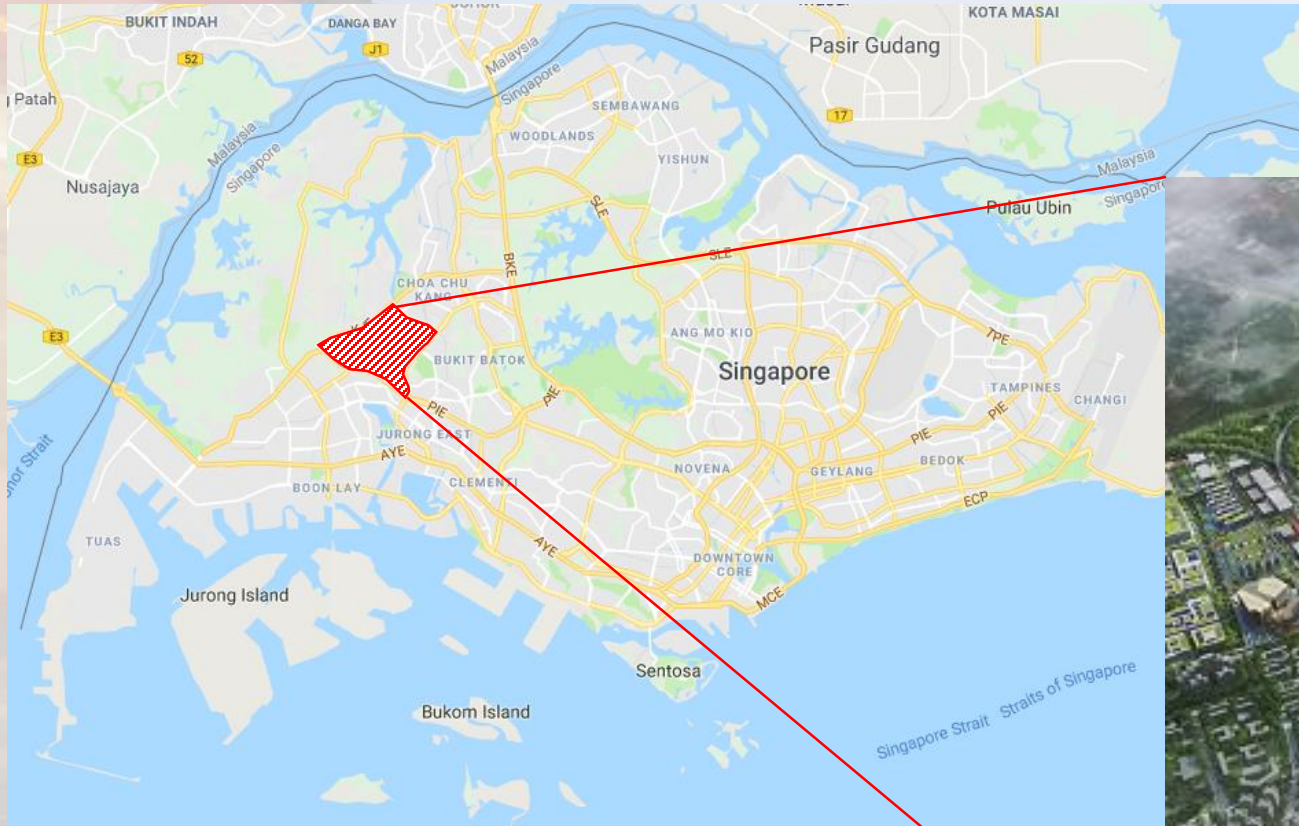 BUKIT INDAH
DANGA BAY
KOTA MASAI
52
J1
Malaysia
Singapore
Pasir Gudang
Patah
SEMBAWANG
17
WOODLANDS
E3
Malaysia
Singapore
YISHUN
Malaysia
Singapore
Nusajaya
SLE
Pulau Ubin
BKE
SLE
CHOA CHU
KANG
E3
ANG MO KIO
TPE
BUKIT BATOK
Singapore
PIE
TAMPINES
CHANGI
PIE
PIE
JURONG EAST
PIE
AYE
NOVENA
GEYLANG
BEDOK
BOON LAY
CLEMENTI
ECP
Strait
TUAS
AYE
DOWNTOWN
CORE
MCE
Jurong Island
Sentosa
Bukom Island
Singapore Strait Straits of Singapore